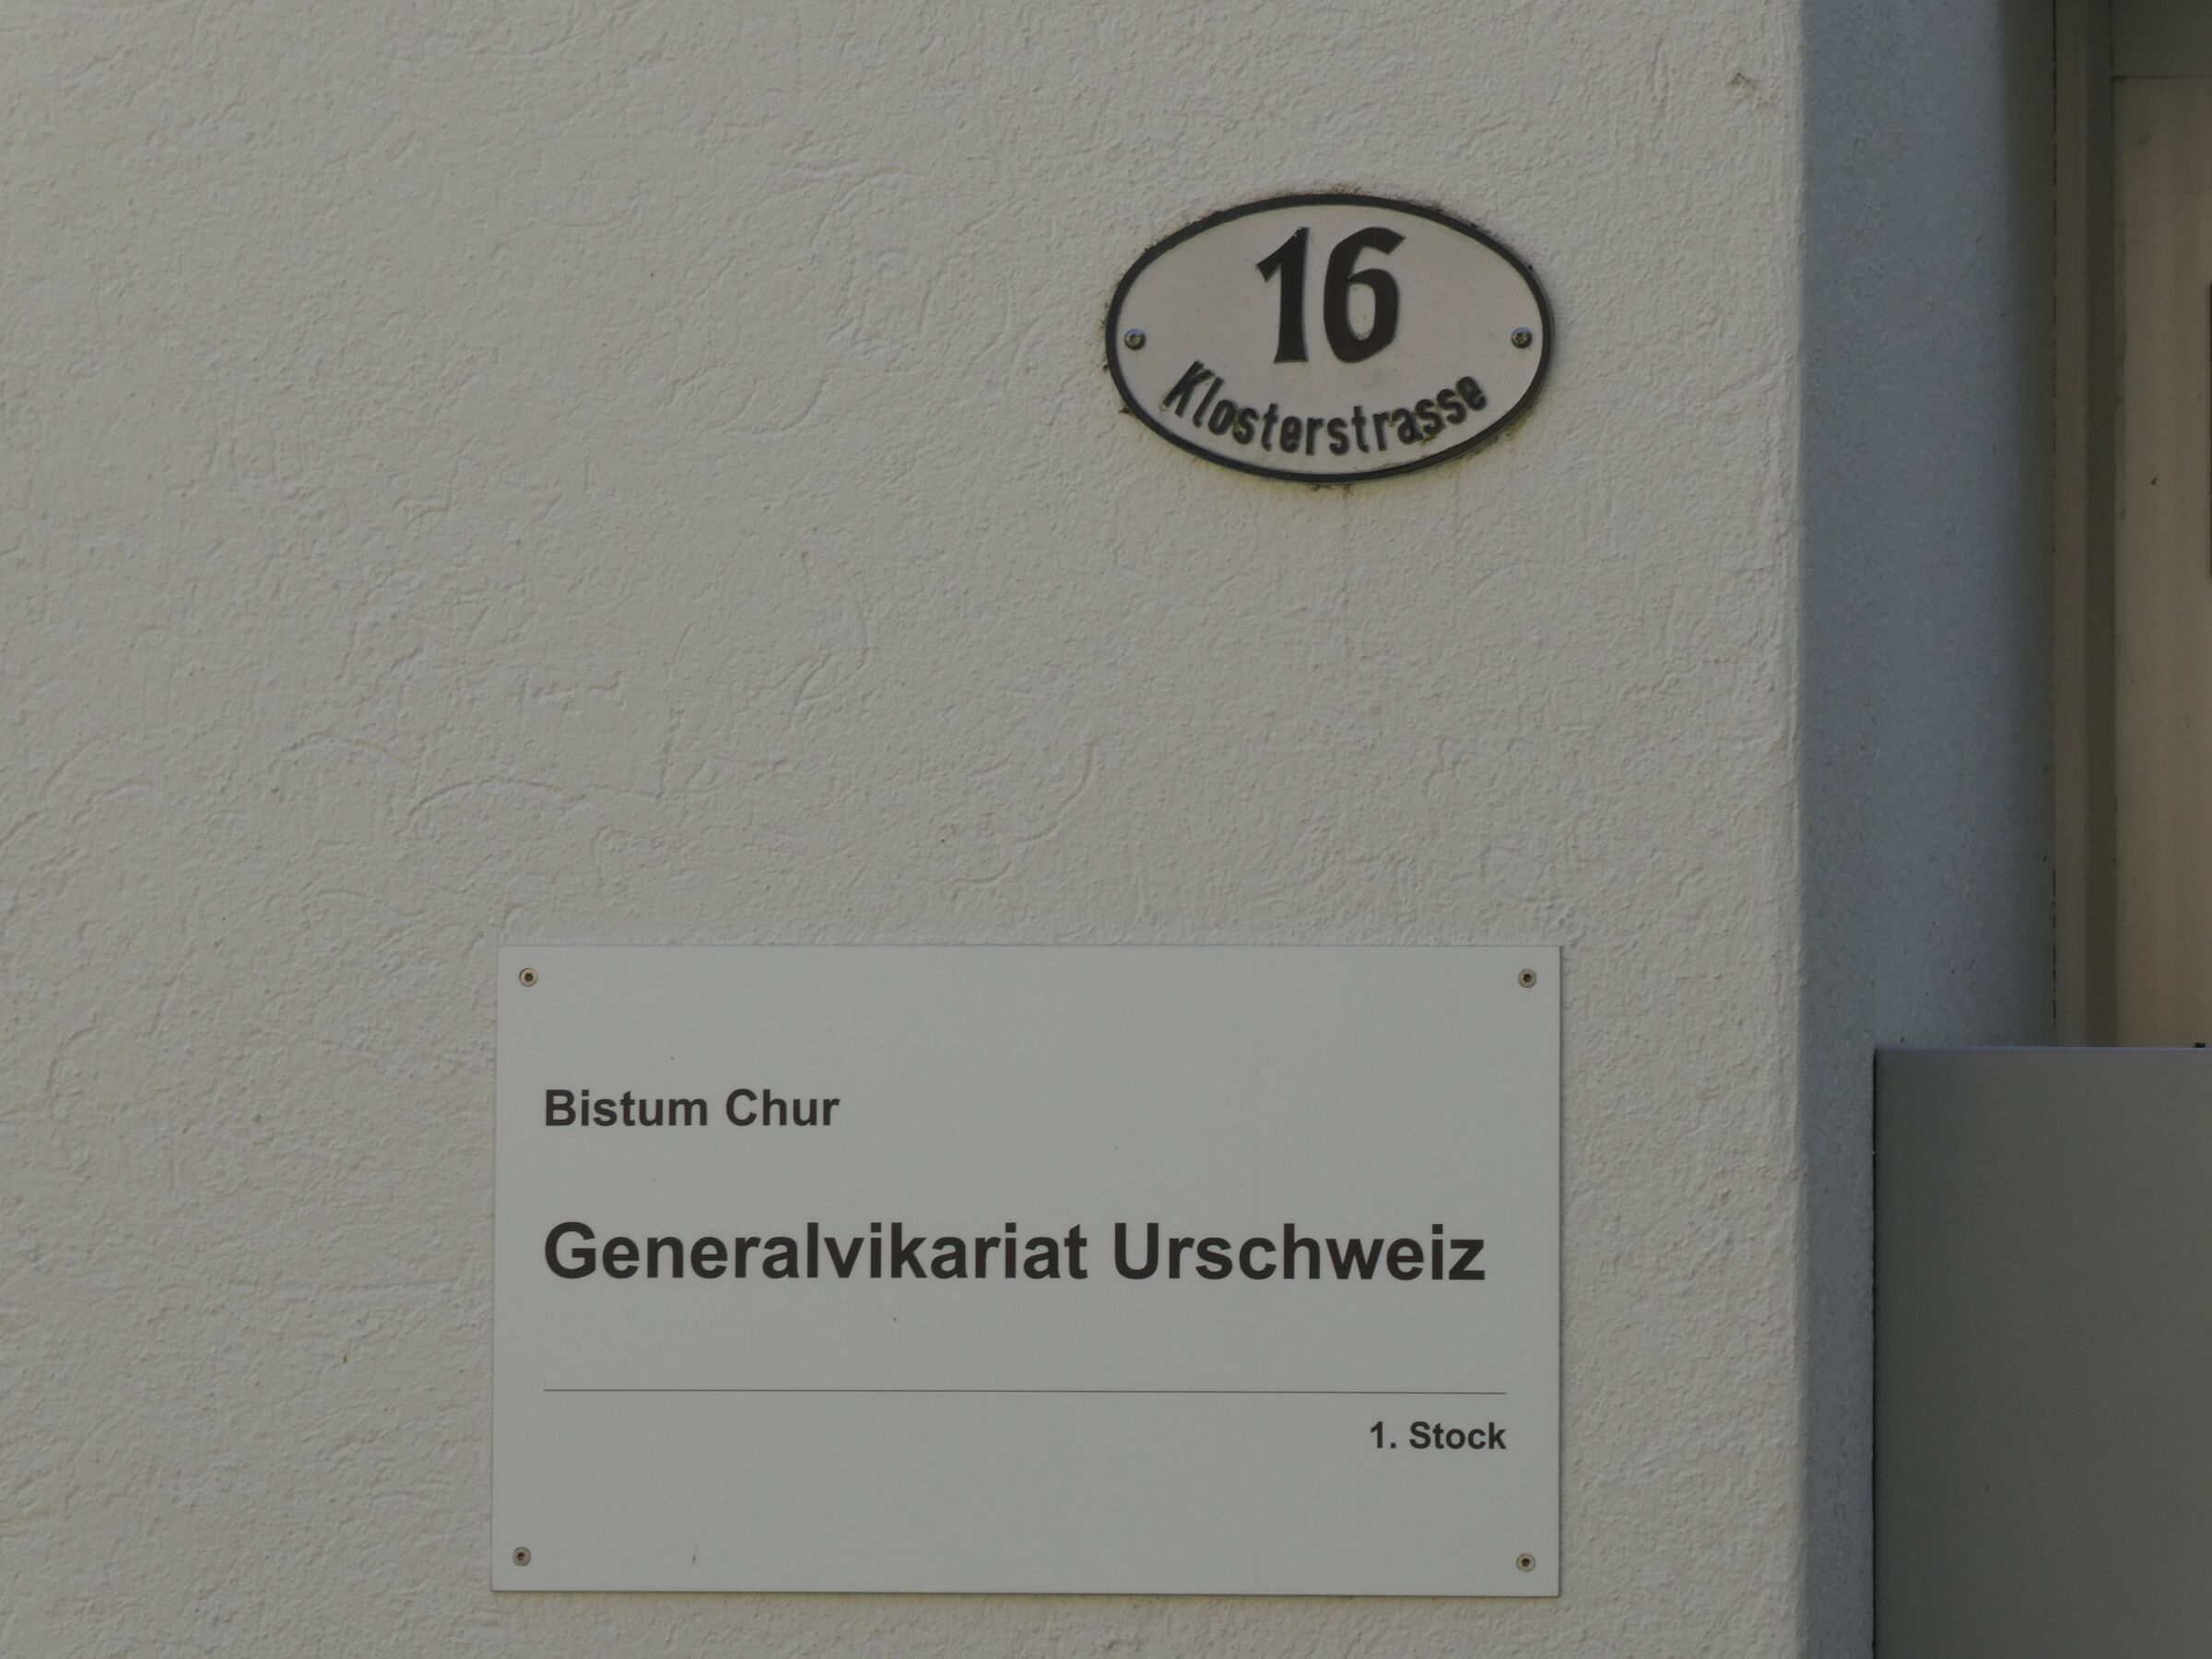 16
Klosterstrasse
Bistum Chur
Generalvikariat Urschweiz
1. Stock